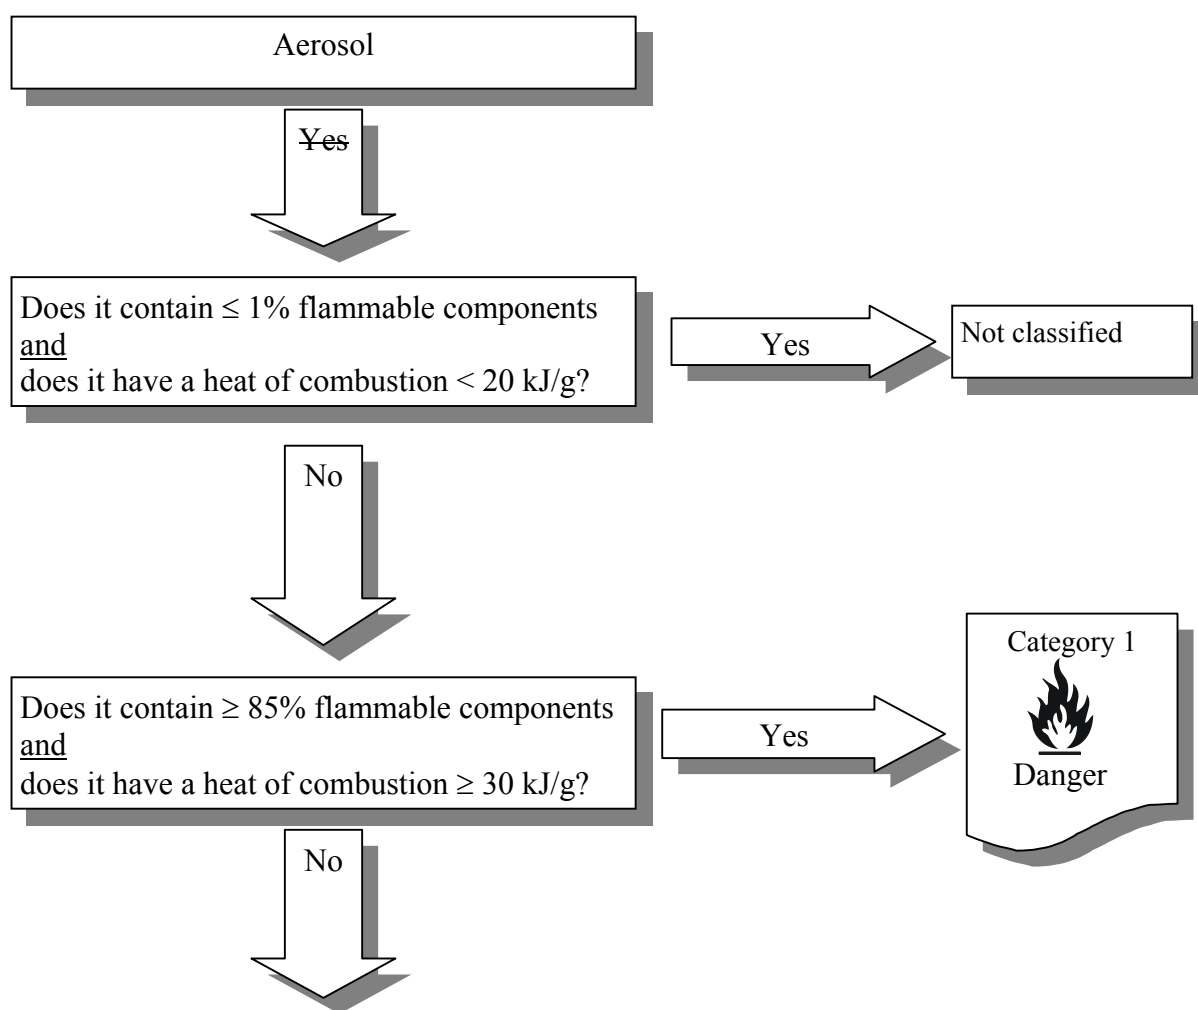 Aerosol
Yes
Does it contain ≤ 1% flammable components
and
does it have a heat of combustion < 20 kJ/g?
Yes
Not classified
No
Does it contain ≥ 85% flammable components
and
does it have a heat of combustion ≥ 30 kJ/g?
Yes
Category 1
Danger
No